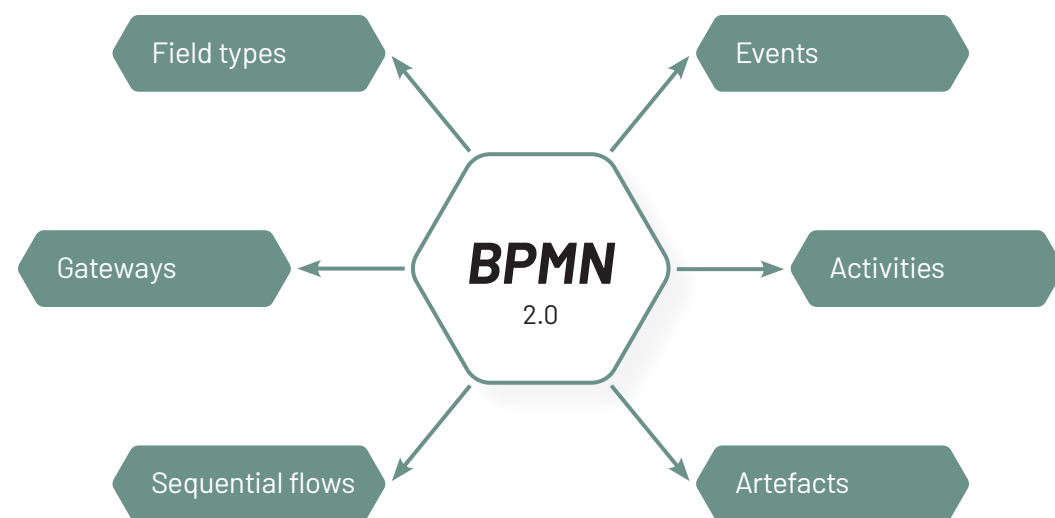 Field types
Events
Gateways
BPMN
2.0
Activities
Sequential flows
Artefacts